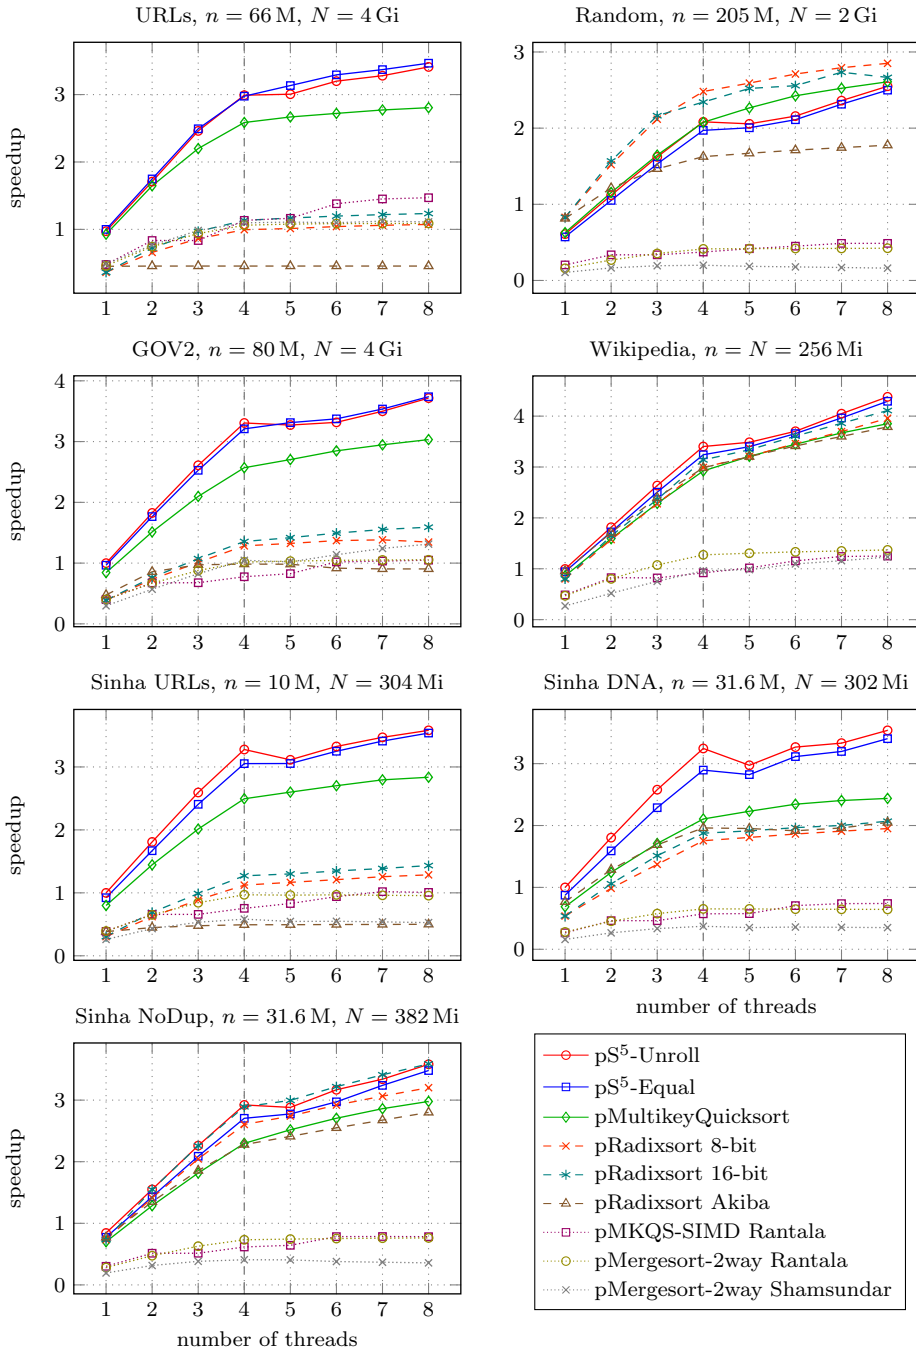 URLs, n = 66 M, N = 4 Gi
speedup
3
2
1
1 2 3 4 5 6 7 8
Random, n = 205 M, N = 2 Gi
3
2
1
0
1 2 3 4 5 6 7 8
GOV2, n = 80 M, N = 4 Gi
speedup
4
3
2
1
0
1 2 3 4 5 6 7 8
Wikipedia, n = N = 256 Mi
4
3
2
1
0
1 2 3 4 5 6 7 8
Sinha URLs, n = 10 M, N = 304 Mi
speedup
3
2
1
0
1 2 3 4 5 6 7 8
Sinha DNA, n = 31.6 M, N = 302 Mi
3
2
1
0
1 2 3 4 5 6 7 8
number of threads
Sinha NoDup, n = 31.6 M, N = 382 Mi
speedup
3
2
1
0
1 2 3 4 5 6 7 8
number of threads
pS⁵-Unroll
pS⁵-Equal
pMultikeyQuicksort
pRadixsort 8-bit
pRadixsort 16-bit
pRadixsort Akiba
pMKQS-SIMD Rantala
pMergesort-2way Rantala
pMergesort-2way Shamsundar